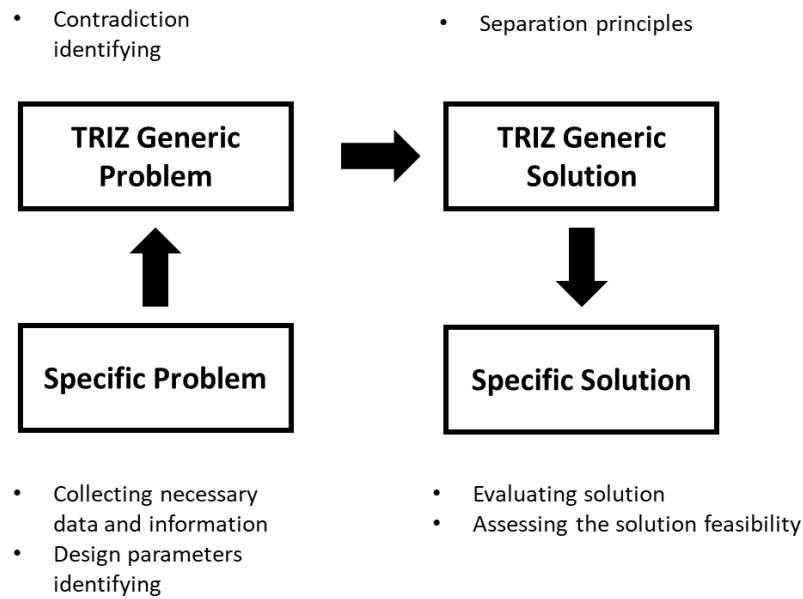 • Contradiction
identifying
• Separation principles
TRIZ Generic
Problem
TRIZ Generic
Solution
Specific Problem
Specific Solution
• Collecting necessary
data and information
• Design parameters
identifying
• Evaluating solution
• Assessing the solution feasibility